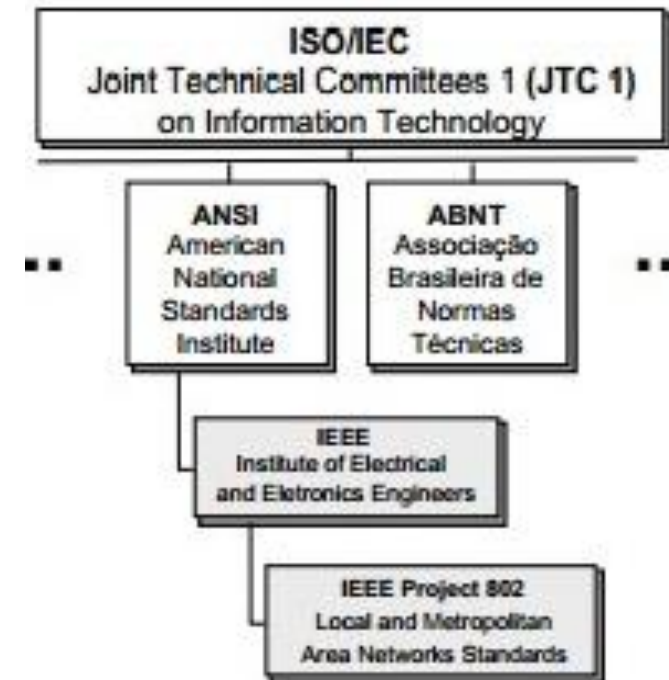 ISO/IEC
Joint Technical Committees 1 (JTC 1)
on Information Technology
ANSI
American
National
Standards
Institute
ABNT
Associação
Brasileira de
Normas
Técnicas
IEEE
Institute of Electrical
and Eletronics Engineers
IEEE Project 802
Local and Metropolitan
Area Networks Standards